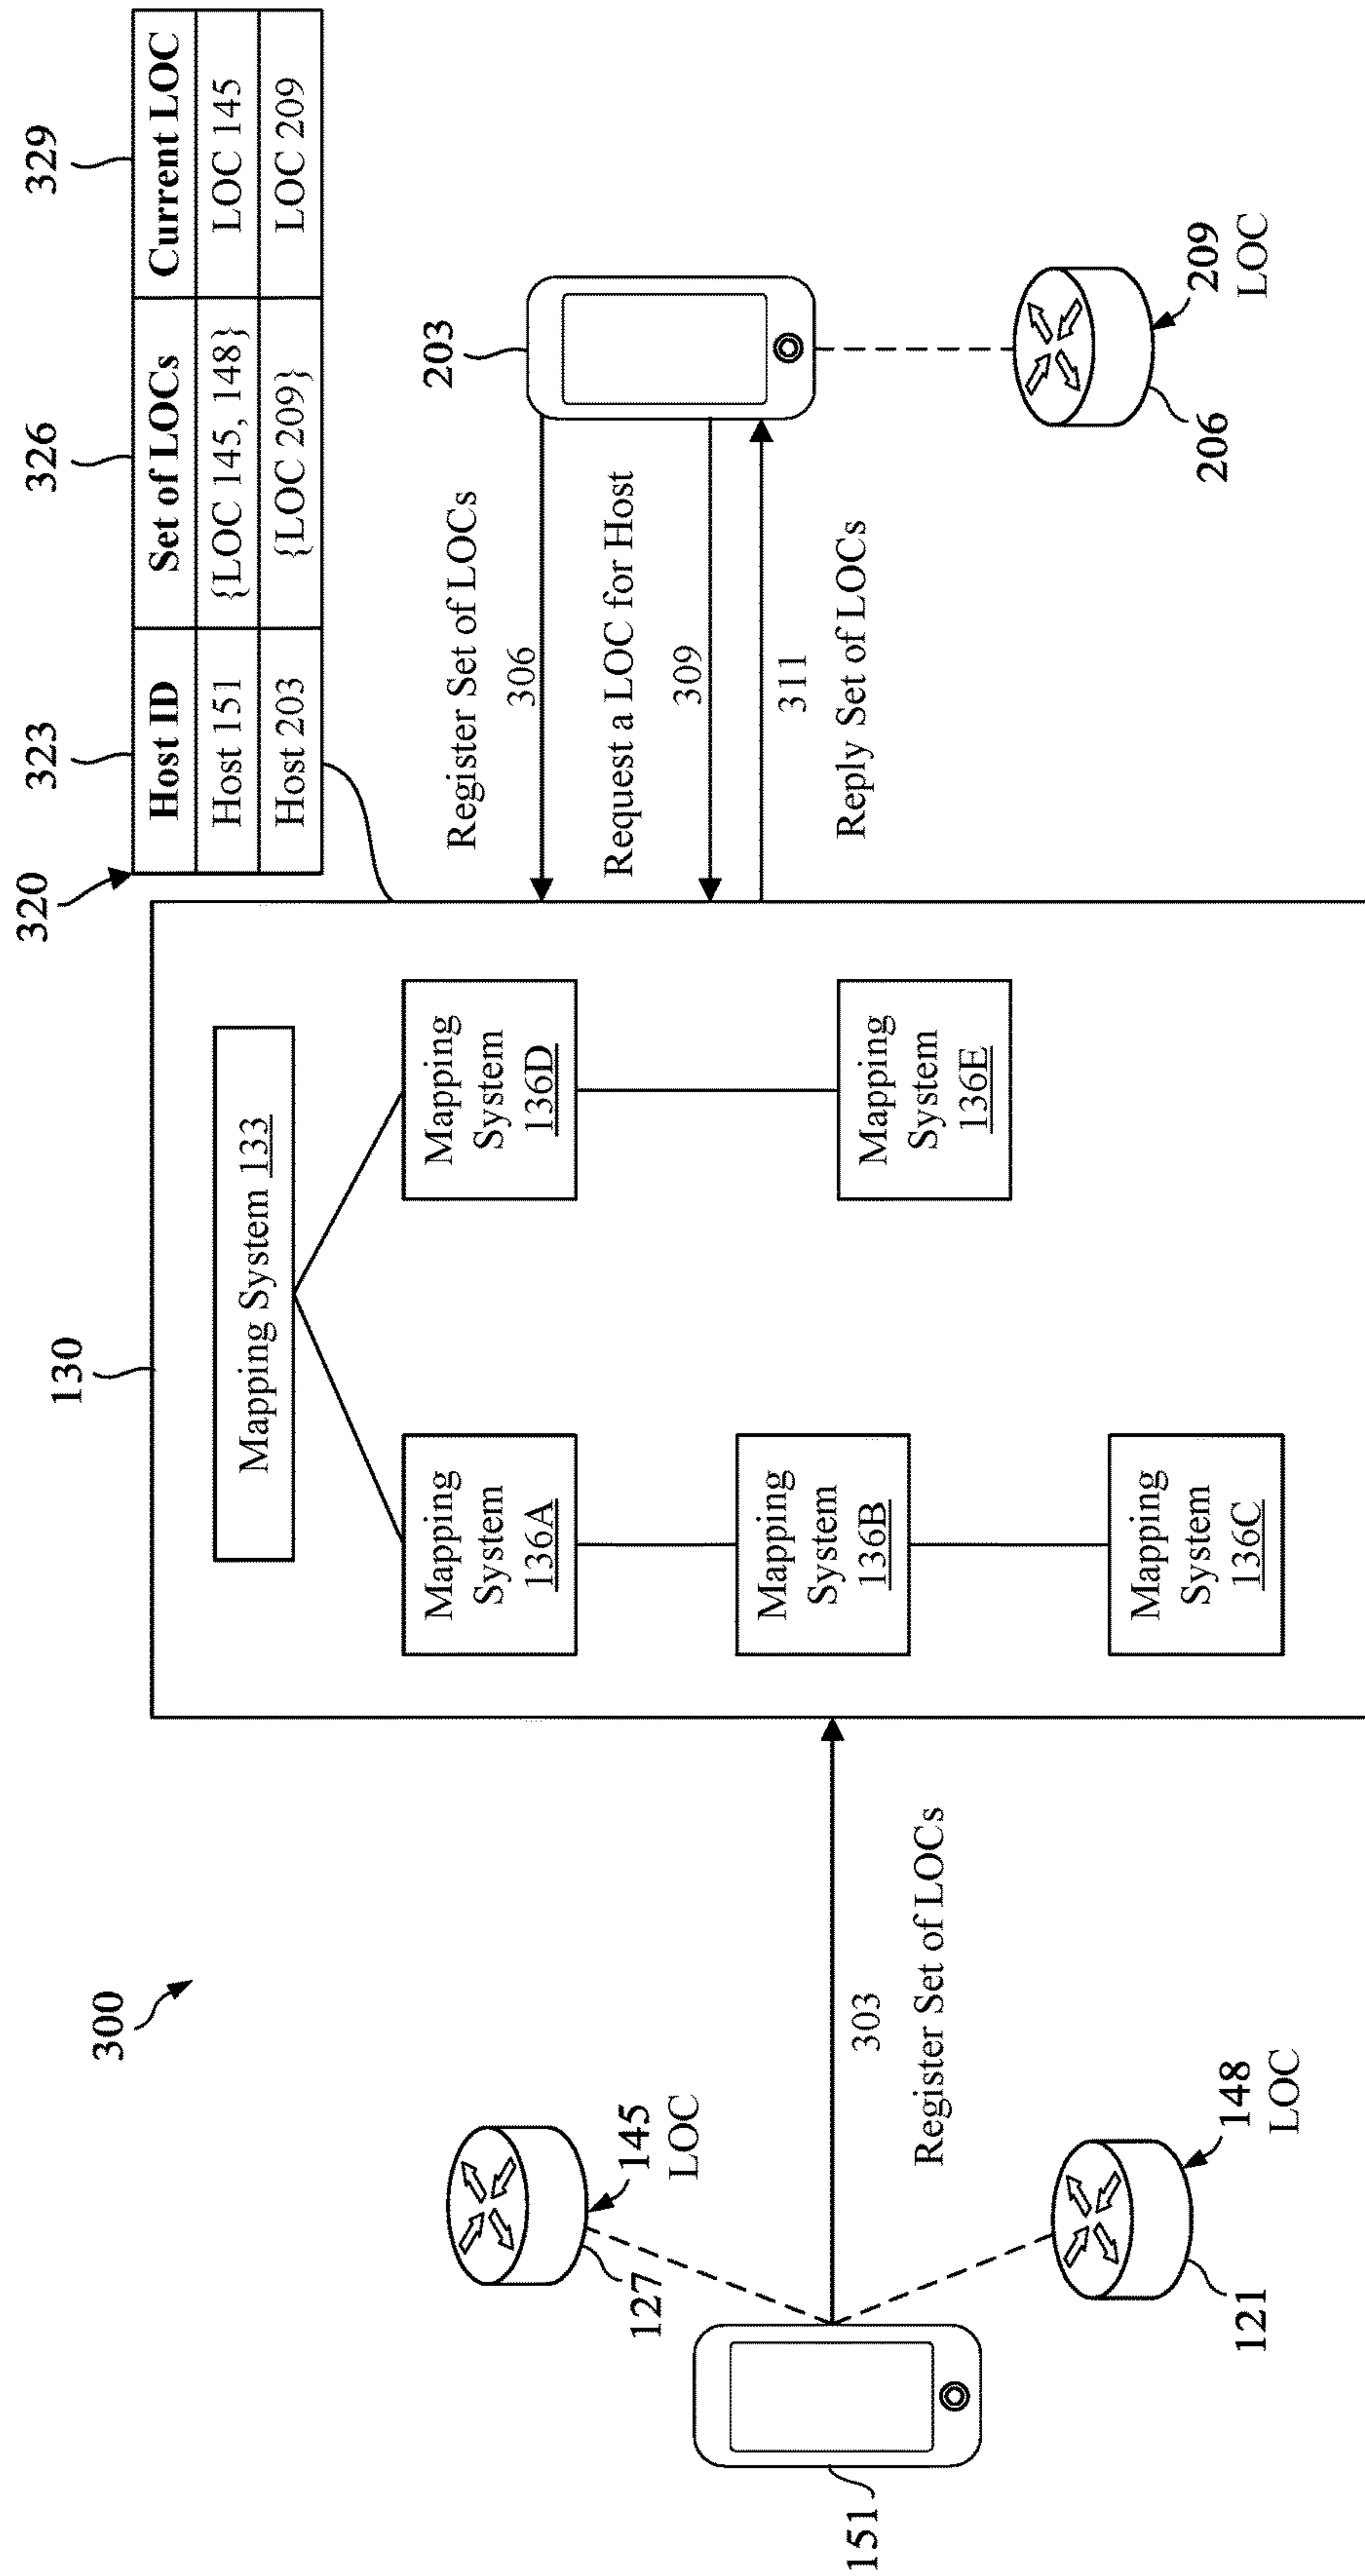 300
130
320
323
326
329
Host ID Set of LOCs Current LOC
Host 151 {LOC 145, 148} LOC 145
Host 203 {LOC 209} LOC 209
Mapping System 133
Mapping
System
136A
Mapping
System
136D
Mapping
System
136B
Mapping
System
136E
Mapping
System
136C
127
145
LOC
151
121
148
LOC
303
Register Set of LOCs
Register Set of LOCs
306
Request a LOC for Host
309
311
Reply Set of LOCs
203
206
209
LOC